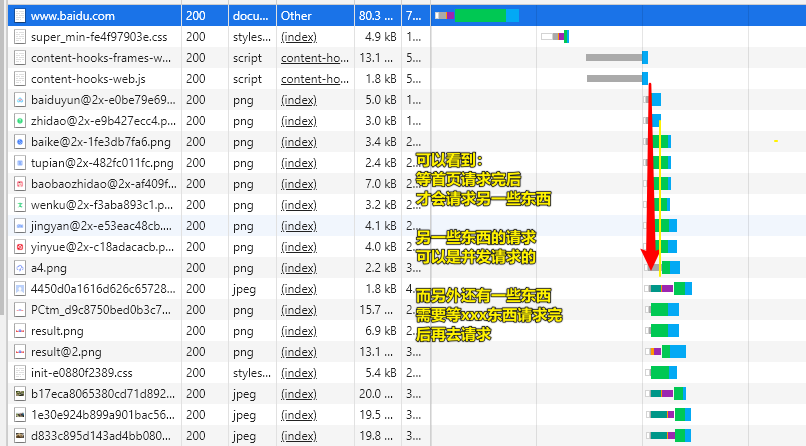 www.baidu.com 200 docu... Other 80.3 ... 7...
super_min-fe4f97903e.css 200 styles... (index) 4.9 kB 3...
content-hooks-frames-w... 200 script content-ho... 13.1 ... 5...
content-hooks-web.js 200 script content-ho... 1.8 kB 5...
baiduyun@2x-e0be79e69... 200 png (index) 5.0 kB 1...
zhidao@2x-e9b427ecc4.p... 200 png (index) 3.0 kB 1...
baike@2x-1fe3db7fa6.png 200 png (index) 3.4 kB 2...
tupian@2x-482fc011fc.png 200 png (index) 2.4 kB 2...
baobaozhidao@2x-af409f... 200 png (index) 7.0 kB 2...
wenku@2x-f3aba893c1.p... 200 png (index) 3.2 kB 2...
jingyan@2x-e53eac48cb.... 200 png (index) 4.1 kB 2...
yinyue@2x-c18adacacb.p... 200 png (index) 4.0 kB 2...
a4.png 200 png (index) 2.2 kB 3...
4450d0a1616d626c65728... 200 jpeg (index) 1.8 kB 4...
PCtm_d9c8750bed0b3c7... 200 png (index) 15.7 ... 2...
result.png 200 png (index) 6.9 kB 2...
result@2.png 200 png (index) 13.1 ... 3...
init-e0880f2389.css 200 styles... (index) 5.4 kB 2...
b17eca8065380cd71d892... 200 jpeg (index) 20.0 ... 3...
1e30e924b899a901bac56... 200 jpeg (index) 19.5 ... 3...
d833c895d143ad4bb080... 200 jpeg (index) 19.8 ... 3...
可以看到：
等首页请求完后
才会请求另一些东西
另一些东西的请求
可以是并发请求的
而另外还有一些东西
需要等xxx东西请求完
后再去请求